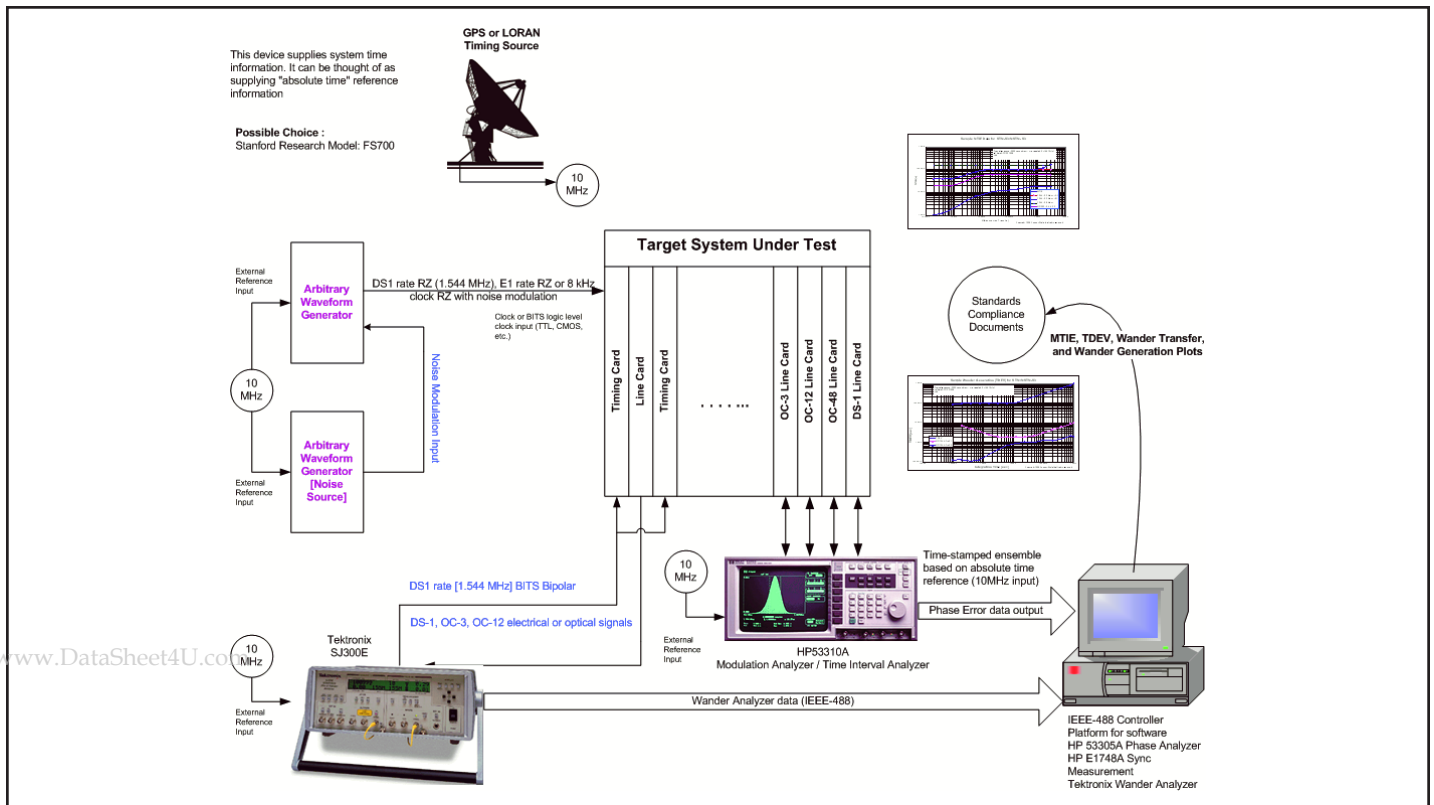 GPS or LORAN
Timing Source
This device supplies system time
information. It can be thought of as
supplying "absolute time" reference
information
Possible Choice :
Stanford Research Model: FS700
10
MHz
Target System Under Test
External
Reference
Input
Arbitrary
Waveform
Generator
DS1 rate RZ (1.544 MHz), E1 rate RZ or 8 kHz
clock RZ with noise modulation
Clock or BITS logic level
clock input (TTL, CMOS,
etc.)
Noise Modulation Input
10
MHz
Arbitrary
Waveform
Generator
[Noise
Source]
External
Reference
Input
Timing Card
Line Card
Timing Card
. . . . ...
OC-3 Line Card
OC-12 Line Card
OC-48 Line Card
DS-1 Line Card
Standards
Compliance
Documents
MTIE, TDEV, Wander Transfer,
and Wander Generation Plots
DS1 rate [1.544 MHz] BITS Bipolar
DS-1, OC-3, OC-12 electrical or optical signals
10
MHz
External
Reference
Input
HP53310A
Modulation Analyzer / Time Interval Analyzer
Time-stamped ensemble
based on absolute time
reference (10MHz input)
Phase Error data output
10
MHz
External
Reference
Input
Tektronix
SJ300E
Wander Analyzer data (IEEE-488)
IEEE-488 Controller
Platform for software
HP 53305A Phase Analyzer
HP E1748A Sync
Measurement
Tektronix Wander Analyzer
www.DataSheet4U.com